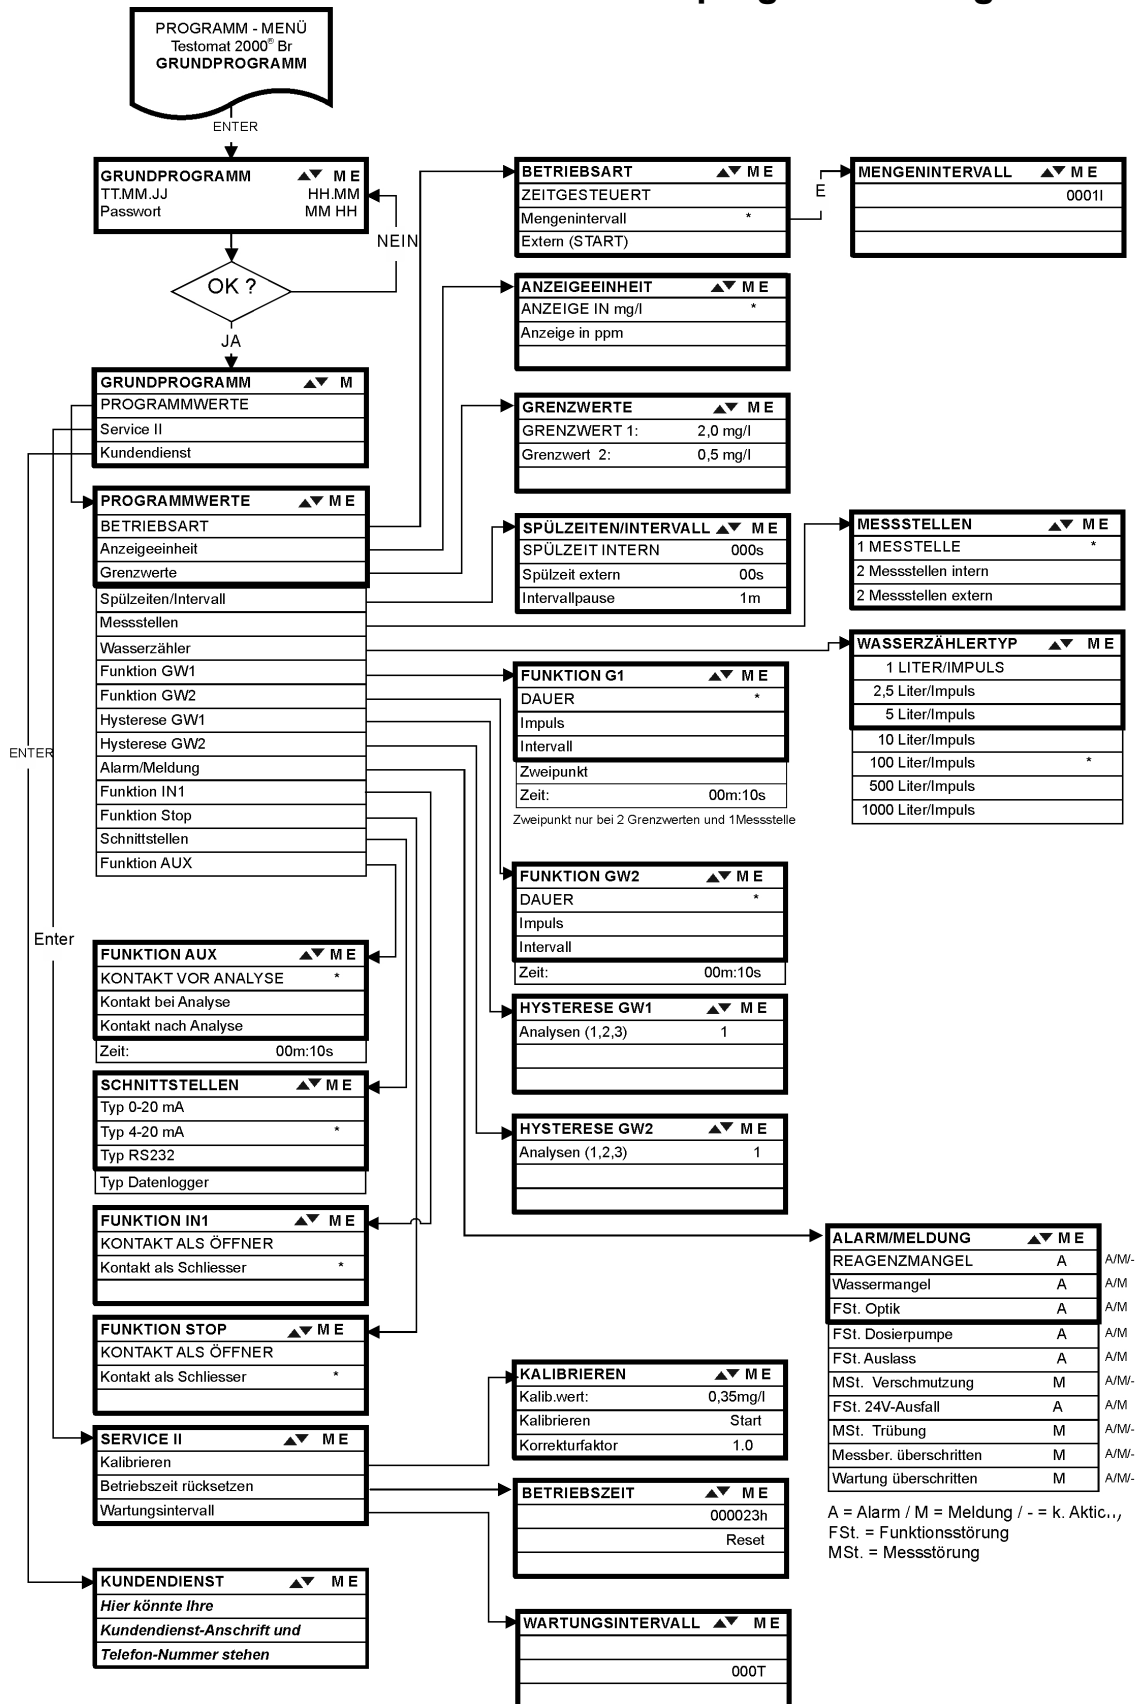 PROGRAMM - MENÜ
Testomat 2000® Br
GRUNDPROGRAMM
ENTER
GRUNDPROGRAMM ▲▼ M E
TT.MM.JJ HH.MM
Passwort MM HH
NEIN
OK ?
JA
GRUNDPROGRAMM ▲▼ M
PROGRAMMWERTE
Service II
Kundendienst
PROGRAMMWERTE ▲▼ M E
BETRIEBSART
Anzeigeeinheit
Grenzwerte
Spülzeiten/Intervall
Messstellen
Wasserzähler
Funktion GW1
Funktion GW2
Hysterese GW1
Hysterese GW2
Alarm/Meldung
Funktion IN1
Funktion Stop
Schnittstellen
Funktion AUX
ENTER
Enter
FUNKTION AUX ▲▼ M E
KONTAKT VOR ANALYSE *
Kontakt bei Analyse
Kontakt nach Analyse
Zeit: 00m:10s
SCHNITTSTELLEN ▲▼ M E
Typ 0-20 mA
Typ 4-20 mA *
Typ RS232
Typ Datenlogger
FUNKTION IN1 ▲▼ M E
KONTAKT ALS ÖFFNER
Kontakt als Schliesser *
FUNKTION STOP ▲▼ M E
KONTAKT ALS ÖFFNER
Kontakt als Schliesser *
SERVICE II ▲▼ M E
Kalibrieren
Betriebszeit rücksetzen
Wartungsintervall
KUNDENDIENST ▲▼ M E
Hier könnte Ihre
Kundendienst-Anschrift und
Telefon-Nummer stehen
BETRIEBSART ▲▼ M E
ZEITGESTEUERT
Mengenintervall *
Extern (START)
E
MENGENINTERVALL ▲▼ M E
0001l
ANZEIGEEINHEIT ▲▼ M E
ANZEIGE IN mg/l *
Anzeige in ppm
GRENZWERTE ▲▼ M E
GRENZWERT 1: 2,0 mg/l
Grenzwert 2: 0,5 mg/l
SPÜLZEITEN/INTERVALL ▲▼ M E
SPÜLZEIT INTERN 000s
Spülzeit extern 00s
Intervallpause 1m
MESSSTELLEN ▲▼ M E
1 MESSTELLE *
2 Messstellen intern
2 Messstellen extern
WASSERZÄHLERTYP ▲▼ M E
1 LITER/IMPULS
2,5 Liter/Impuls
5 Liter/Impuls
10 Liter/Impuls
100 Liter/Impuls *
500 Liter/Impuls
1000 Liter/Impuls
FUNKTION G1 ▲▼ M E
DAUER *
Impuls
Intervall
Zweipunkt
Zeit: 00m:10s
Zweipunkt nur bei 2 Grenzwerten und 1Messstelle
FUNKTION GW2 ▲▼ M E
DAUER *
Impuls
Intervall
Zeit: 00m:10s
HYSTERESE GW1 ▲▼ M E
Analysen (1,2,3) 1
HYSTERESE GW2 ▲▼ M E
Analysen (1,2,3) 1
ALARM/MELDUNG ▲▼ M E
REAGENZMANGEL A A/M/-
Wassermangel A A/M
FSt. Optik A A/M
FSt. Dosierpumpe A A/M
FSt. Auslass A A/M
MSt. Verschmutzung M A/M/-
FSt. 24V-Ausfall A A/M
MSt. Trübung M A/M/-
Messber. überschritten M A/M/-
Wartung überschritten M A/M/-
A = Alarm / M = Meldung / - = k.
FSt. = Funktionsstörung
MSt. = Messstörung
KALIBRIEREN ▲▼ M E
Kalib.wert: 0,35mg/l
Kalibrieren Start
Korrekturfaktor 1.0
BETRIEBSZEIT ▲▼ M E
000023h
Reset
WARTUNGSINTERVALL ▲▼ M E
000T